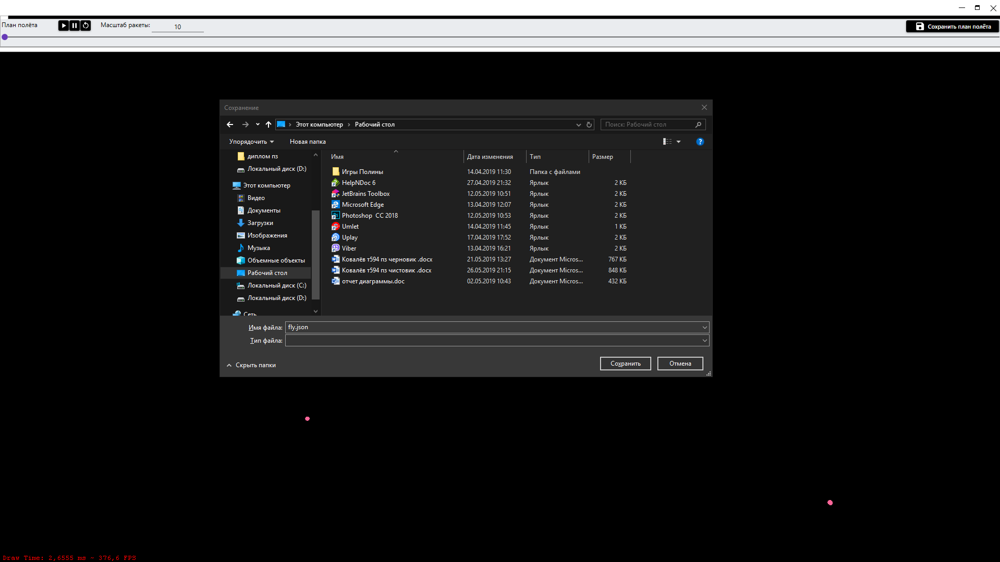 План полёта Масштаб ракеты: 10 Сохранить план полёта
Сохранение
Этот компьютер Рабочий стол Поиск: Рабочий стол
Упорядочить Новая папка
диплом пз
Локальный диск (D:)
Этот компьютер
Видео
Документы
Загрузки
Изображения
Музыка
Объемные объекты
Рабочий стол
Локальный диск (C:)
Локальный диск (D:)
Сеть
Имя Дата изменения Тип Размер
Игры Полины 14.04.2019 11:30 Папка с файлами
HelpNDoc 6 27.04.2019 21:32 Ярлык 2 КБ
JetBrains Toolbox 12.05.2019 10:51 Ярлык 2 КБ
Microsoft Edge 13.04.2019 12:07 Ярлык 2 КБ
Photoshop CC 2018 12.05.2019 10:53 Ярлык 2 КБ
Umlet 14.04.2019 11:45 Ярлык 1 КБ
Uplay 17.04.2019 17:52 Ярлык 2 КБ
Viber 13.04.2019 16:21 Ярлык 2 КБ
Ковалёв т594 пз черновик .docx 21.05.2019 13:27 Документ Micros... 767 КБ
Ковалёв т594 пз чистовик .docx 26.05.2019 21:15 Документ Micros... 848 КБ
отчет диаграммы.doc 02.05.2019 10:43 Документ Micros... 432 КБ
Имя файла: fly.json
Тип файла:
Скрыть папки Сохранить Отмена
Draw Time: 2,6555 ms ~ 376,6 FPS